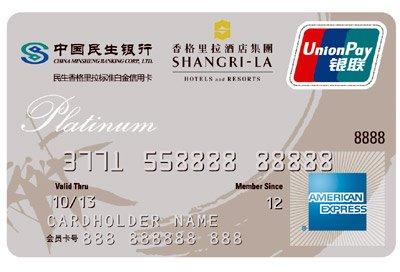 中国民生银行
CHINA MINSHENG BANKING CORP., LTD.
民生香格里拉标准白金信用卡
香格里拉酒店集團
SHANGRI-LA
HOTELS and RESORTS
UnionPay
银联
Platinum
8888
3771 558888 88888
Valid Thru
Member Since
10/13
12
CARDHOLDER NAME
会员卡号 888 888888 888
AMERICAN EXPRESS